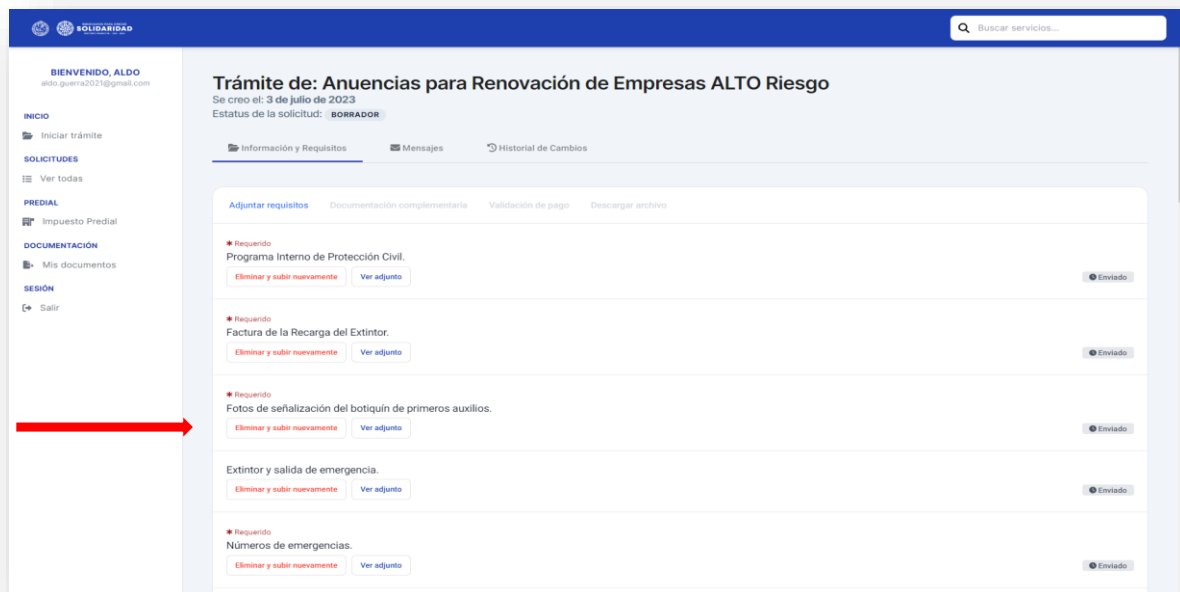 SOLIDARIDAD
Buscar servicios...
BIENVENIDO, ALDO
aldo.guerra2021@gmail.com
INICIO
Iniciar trámite
SOLICITUDES
Ver todas
PREDIAL
Impuesto Predial
DOCUMENTACIÓN
Mis documentos
SESIÓN
Salir
Trámite de: Anuencias para Renovación de Empresas ALTO Riesgo
Se creo el: 3 de julio de 2023
Estatus de la solicitud: BORRADOR
Información y Requisitos Mensajes Historial de Cambios
Adjuntar requisitos Documentación complementaria Validación de pago Descargar archivo
* Requerido
Programa Interno de Protección Civil.
Eliminar y subir nuevamente Ver adjunto Enviado
* Requerido
Factura de la Recarga del Extintor.
Eliminar y subir nuevamente Ver adjunto Enviado
* Requerido
Fotos de señalización del botiquín de primeros auxilios.
Eliminar y subir nuevamente Ver adjunto Enviado
Extintor y salida de emergencia.
Eliminar y subir nuevamente Ver adjunto Enviado
* Requerido
Números de emergencias.
Eliminar y subir nuevamente Ver adjunto Enviado